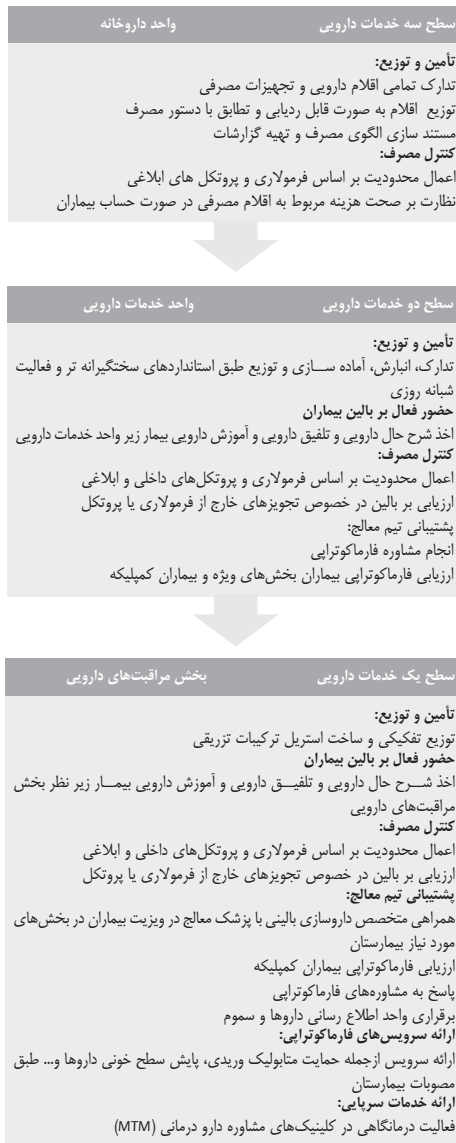 سطح سه خدمات دارویی واحد داروخانه
تأمین و توزیع:
تدارک تمامی اقلام دارویی و تجهیزات مصرفی
توزیع اقلام به صورت قابل ردیابی و تطابق با دستور مصرف
مستند سازی الگوی مصرف و تهیه گزارشات
کنترل مصرف:
اعمال محدودیت بر اساس فرمولاری و پروتکل های ابلاغی
نظارت بر صحت هزینه مربوط به اقلام مصرفی در صورت حساب بیماران
سطح دو خدمات دارویی واحد خدمات دارویی
تأمین و توزیع:
تدارک، انبارش، آماده ســازی و توزیع طبق استانداردهای سختگیرانه تر و فعالیت
شبانه روزی
حضور فعال بر بالین بیماران
اخذ شرح حال دارویی و تلفیق دارویی و آموزش دارویی بیمار زیر واحد خدمات دارویی
کنترل مصرف:
اعمال محدودیت بر اساس فرمولاری و پروتکل‌های داخلی و ابلاغی
ارزیابی بر بالین در خصوص تجویزهای خارج از فرمولاری یا پروتکل
پشتیبانی تیم معالج:
انجام مشاوره فارماکوتراپی
ارزیابی فارماکوتراپی بیماران بخش‌های ویژه و بیماران کمپلیکه
سطح یک خدمات دارویی بخش مراقبت‌های دارویی
تأمین و توزیع:
توزیع تفکیکی و ساخت استریل ترکیبات تزریقی
حضور فعال بر بالین بیماران
اخذ شــرح حال دارویی و تلفیــق دارویی و آموزش دارویی بیمــار زیر نظر بخش
مراقبت‌های دارویی
کنترل مصرف:
اعمال محدودیت بر اساس فرمولاری و پروتکل‌های داخلی و ابلاغی
ارزیابی بر بالین در خصوص تجویزهای خارج از فرمولاری یا پروتکل
پشتیبانی تیم معالج:
همراهی متخصص داروسازی بالینی با پزشک معالج در ویزیت بیماران در بخش‌های
مورد نیاز بیمارستان
ارزیابی فارماکوتراپی بیماران کمپلیکه
پاسخ به مشاوره‌های فارماکوتراپی
برقراری واحد اطلاع رسانی داروها و سموم
ارائه سرویس‌های فارماکوتراپی:
ارائه سرویس ازجمله حمایت متابولیک وریدی، پایش سطح خونی داروها و... طبق
مصوبات بیمارستان
ارائه خدمات سرپایی:
فعالیت درمانگاهی در کلینیک‌های مشاوره دارو درمانی (MTM)